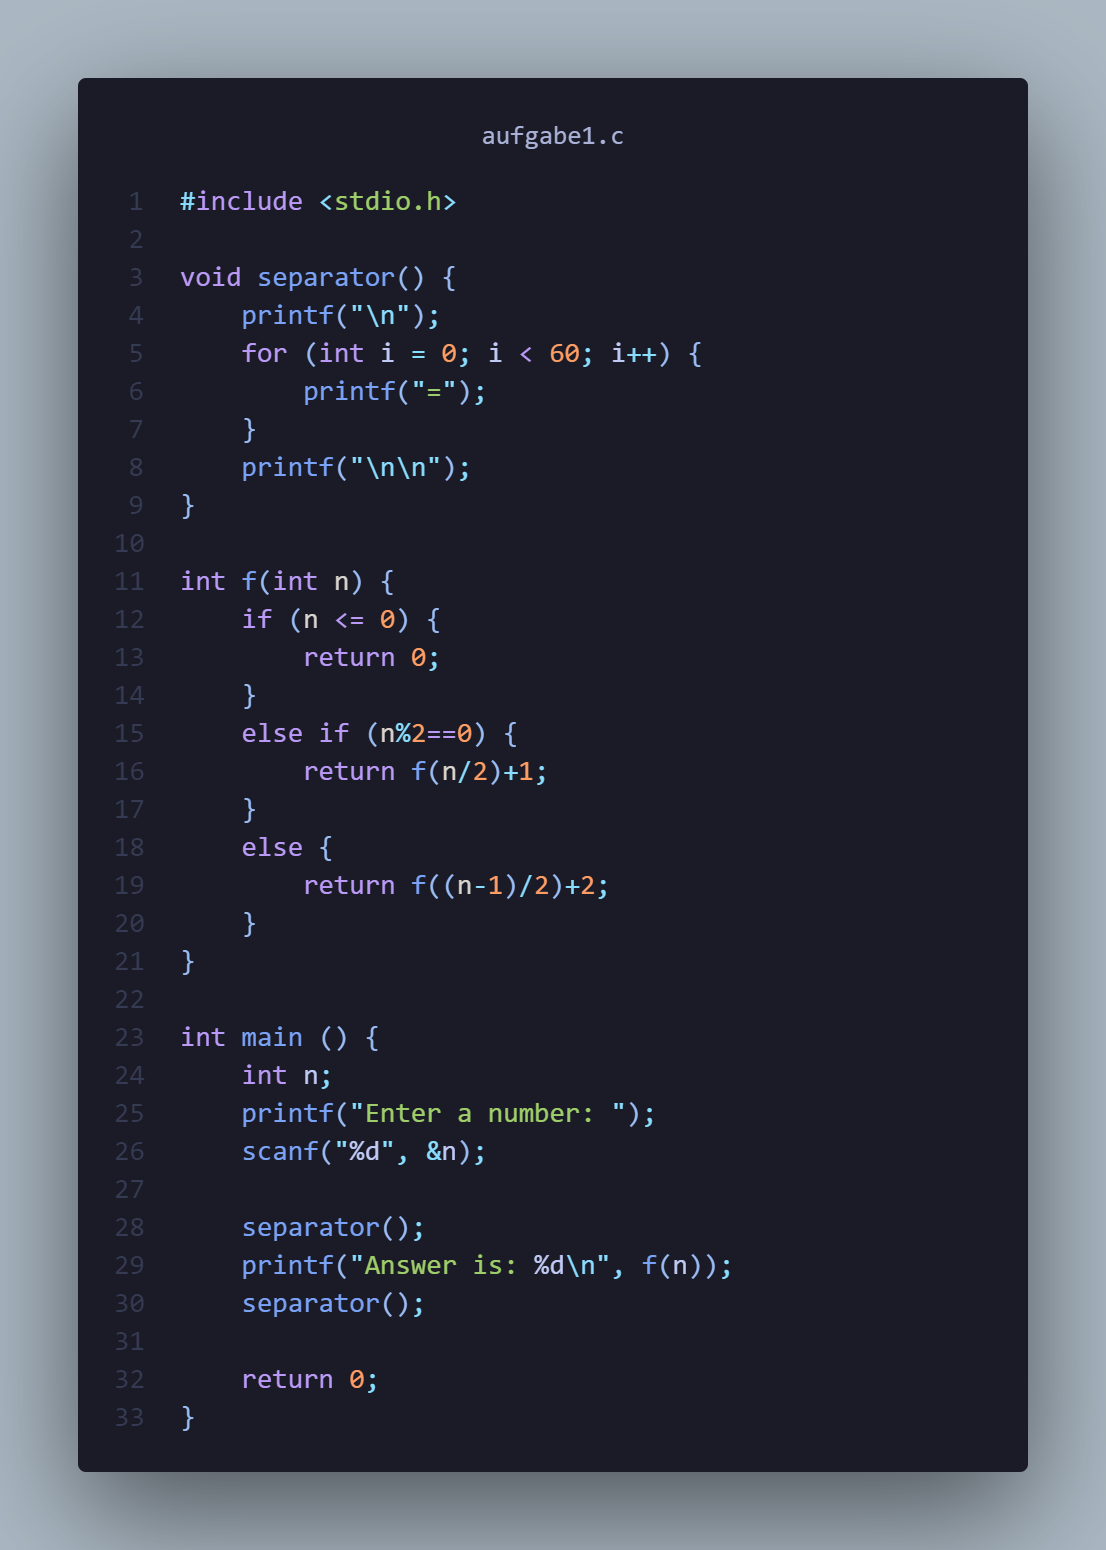 aufgabe1.c
1 #include <stdio.h>
2
3 void separator() {
4     printf("\n");
5     for (int i = 0; i < 60; i++) {
6         printf("=");
7     }
8     printf("\n\n");
9 }
10
11 int f(int n) {
12     if (n <= 0) {
13         return 0;
14     }
15     else if (n%2==0) {
16         return f(n/2)+1;
17     }
18     else {
19         return f((n-1)/2)+2;
20     }
21 }
22
23 int main () {
24     int n;
25     printf("Enter a number: ");
26     scanf("%d", &n);
27
28     separator();
29     printf("Answer is: %d\n", f(n));
30     separator();
31
32     return 0;
33 }